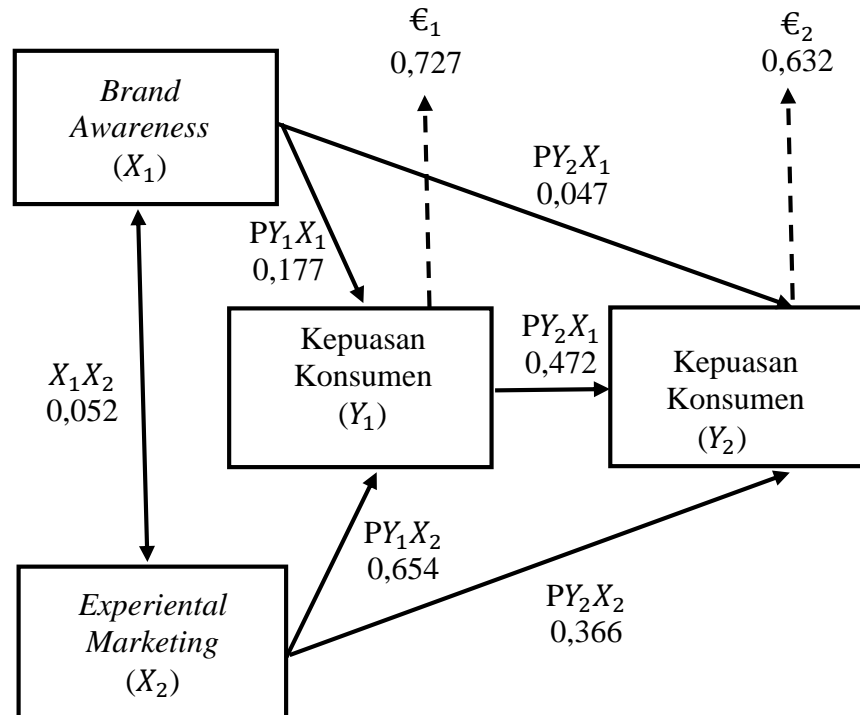 €₁
0,727
€₂
0,632
Brand
Awareness
(X₁)
PY₂X₁
0,047
PY₁X₁
0,177
Kepuasan
Konsumen
(Y₁)
PY₂X₁
0,472
Kepuasan
Konsumen
(Y₂)
X₁X₂
0,052
PY₁X₂
0,654
PY₂X₂
0,366
Experiental
Marketing
(X₂)